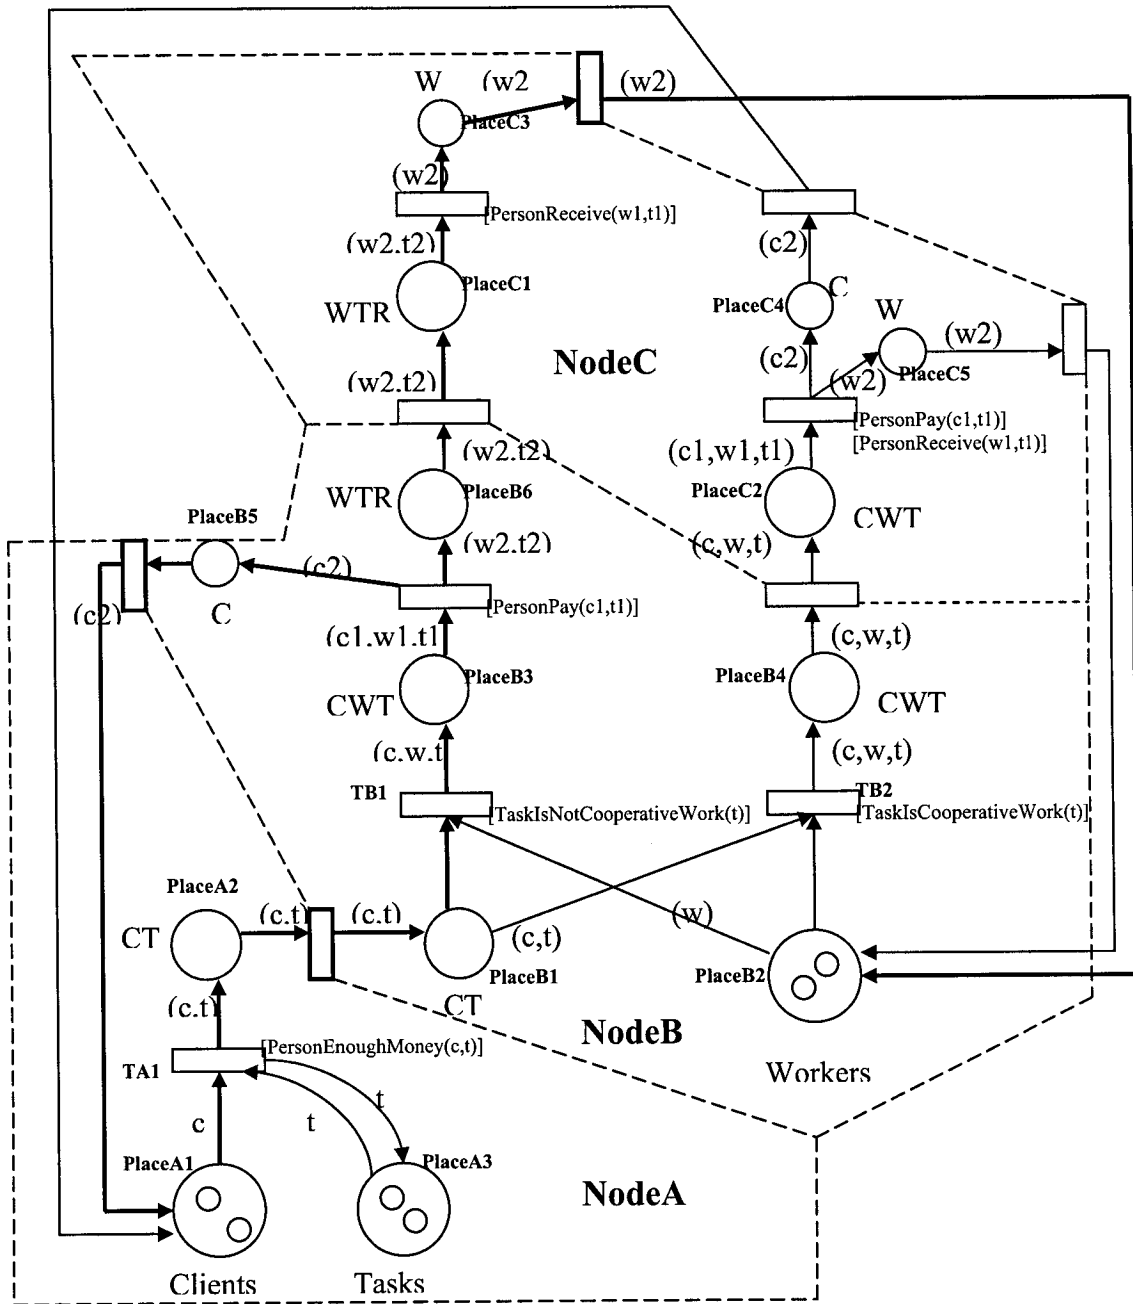 W
(w2
(w2)
PlaceC3
(w2)
[PersonReceive(w1,t1)]
(w2.t2)
(c2)
PlaceC1
WTR
PlaceC4
C
W
NodeC
(w2)
(c2)
(w2)
PlaceC5
(w2.t2)
[PersonPay(c1,t1)]
[PersonReceive(w1,t1)]
(w2.t2)
(c1,w1,t1)
WTR
PlaceB6
PlaceC2
CWT
PlaceB5
(w2.t2)
(c,w,t)
(c2)
(c2)
C
[PersonPay(c1,t1)]
(c1.w1.t1
(c,w,t)
PlaceB3
PlaceB4
CWT
CWT
(c.w.t
(c,w,t)
TB1
TB2
[TaskIsNotCooperativeWork(t)]
[TaskIsCooperativeWork(t)]
PlaceA2
(c.t)
(c.t)
(w)
CT
(c,t)
PlaceB1
PlaceB2
CT
(c.t)
NodeB
[PersonEnoughMoney(c,t)]
TA1
Workers
c
t
t
PlaceA1
PlaceA3
NodeA
Clients
Tasks